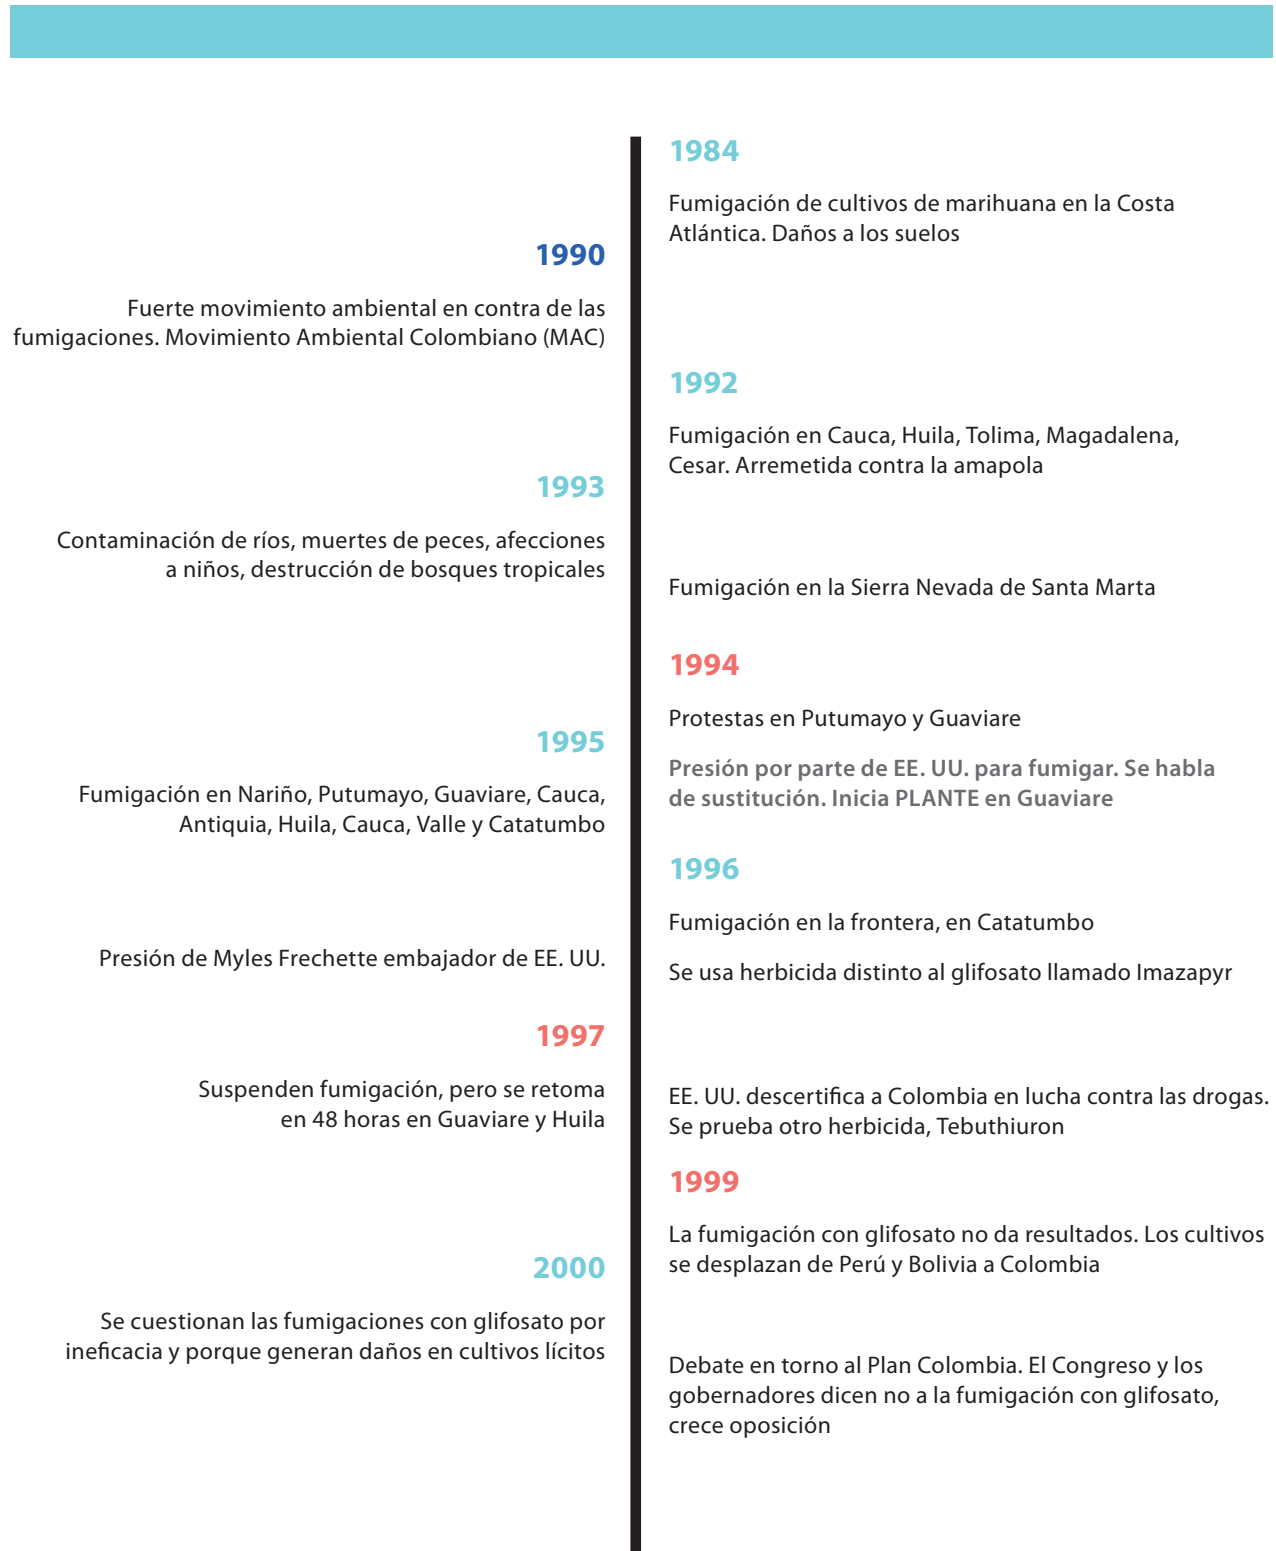 1984
Fumigación de cultivos de marihuana en la Costa
Atlántica. Daños a los suelos
1990
Fuerte movimiento ambiental en contra de las
fumigaciones. Movimiento Ambiental Colombiano (MAC)
1992
Fumigación en Cauca, Huila, Tolima, Magadalena,
Cesar. Arremetida contra la amapola
1993
Contaminación de ríos, muertes de peces, afecciones
a niños, destrucción de bosques tropicales
Fumigación en la Sierra Nevada de Santa Marta
1994
Protestas en Putumayo y Guaviare
Presión por parte de EE. UU. para fumigar. Se habla
de sustitución. Inicia PLANTE en Guaviare
1995
Fumigación en Nariño, Putumayo, Guaviare, Cauca,
Antiquia, Huila, Cauca, Valle y Catatumbo
Presión de Myles Frechette embajador de EE. UU.
1996
Fumigación en la frontera, en Catatumbo
Se usa herbicida distinto al glifosato llamado Imazapyr
1997
Suspenden fumigación, pero se retoma
en 48 horas en Guaviare y Huila
EE. UU. descertifica a Colombia en lucha contra las drogas.
Se prueba otro herbicida, Tebuthiuron
1999
La fumigación con glifosato no da resultados. Los cultivos
se desplazan de Perú y Bolivia a Colombia
2000
Se cuestionan las fumigaciones con glifosato por
ineficacia y porque generan daños en cultivos lícitos
Debate en torno al Plan Colombia. El Congreso y los
gobernadores dicen no a la fumigación con glifosato,
crece oposición